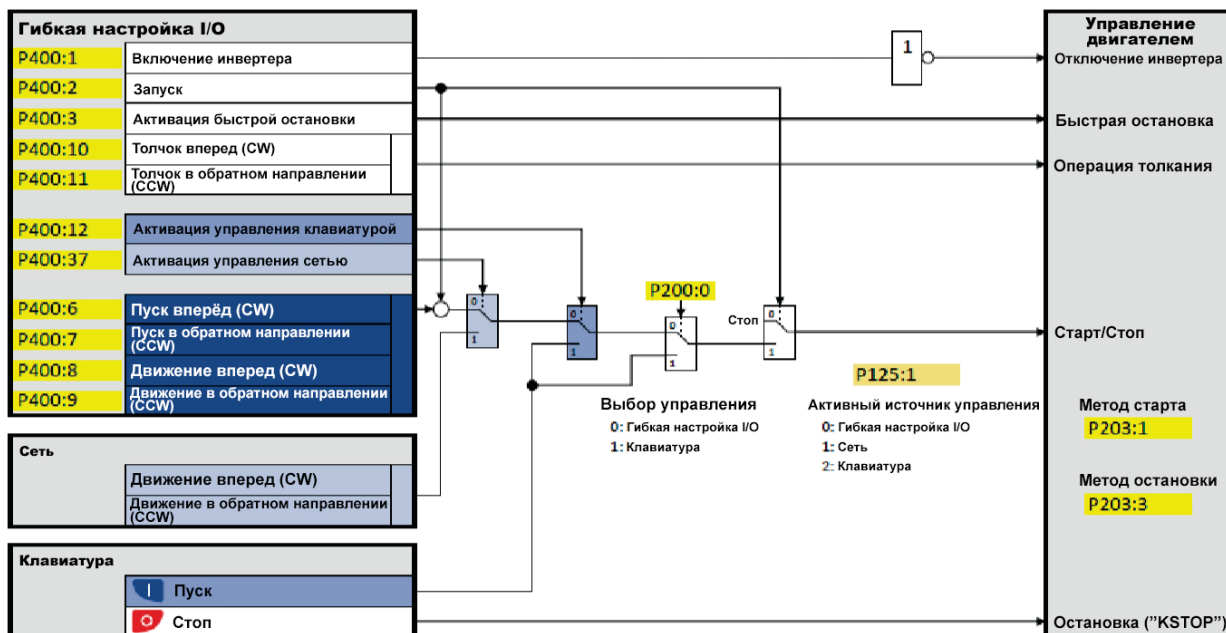 Гибкая настройка I/O
P400:1 Включение инвертора
P400:2 Запуск
P400:3 Активация быстрой остановки
P400:10 Толчок вперед (CW)
P400:11 Толчок в обратном направлении
(CCW)
P400:12 Активация управления клавиатурой
P400:37 Активация управления сетью
P400:6 Пуск вперёд (CW)
P400:7 Пуск в обратном направлении
(CCW)
P400:8 Движение вперед (CW)
P400:9 Движение в обратном направлении
(CCW)
Сеть
Движение вперед (CW)
Движение в обратном направлении
(CCW)
Клавиатура
I Пуск
O Стоп
0
1
0
1
P200:0
0
1
Стоп
0
1
1
Выбор управления
0: Гибкая настройка I/O
1: Клавиатура
P125:1
Активный источник управления
0: Гибкая настройка I/O
1: Сеть
2: Клавиатура
Управление
двигателем
Отключение инвертора
Быстрая остановка
Операция толкания
Старт/Стоп
Метод старта
P203:1
Метод остановки
P203:3
Остановка ("KSTOP")